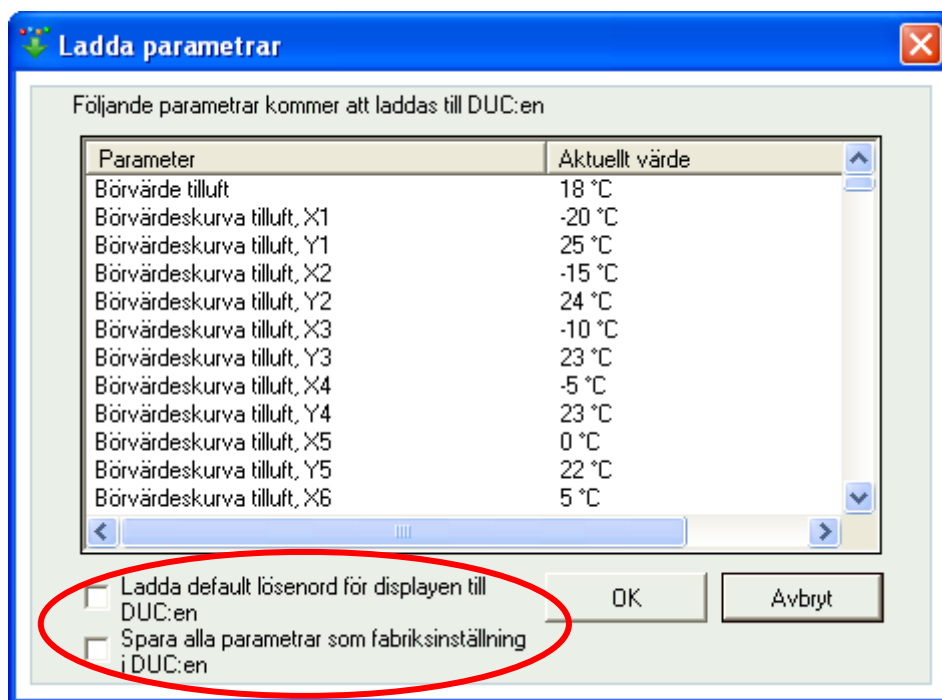 Ladda parametrar
Följande parametrar kommer att laddas till DUC:en
Parameter Aktuellt värde
Börvärde tilluft 18 °C
Börvärdeskurva tilluft, X1 -20 °C
Börvärdeskurva tilluft, Y1 25 °C
Börvärdeskurva tilluft, X2 -15 °C
Börvärdeskurva tilluft, Y2 24 °C
Börvärdeskurva tilluft, X3 -10 °C
Börvärdeskurva tilluft, Y3 23 °C
Börvärdeskurva tilluft, X4 -5 °C
Börvärdeskurva tilluft, Y4 23 °C
Börvärdeskurva tilluft, X5 0 °C
Börvärdeskurva tilluft, Y5 22 °C
Börvärdeskurva tilluft, X6 5 °C
Ladda default lösenord för displayen till
DUC:en
Spara alla parametrar som fabriksinställning
i DUC:en
OK Avbryt